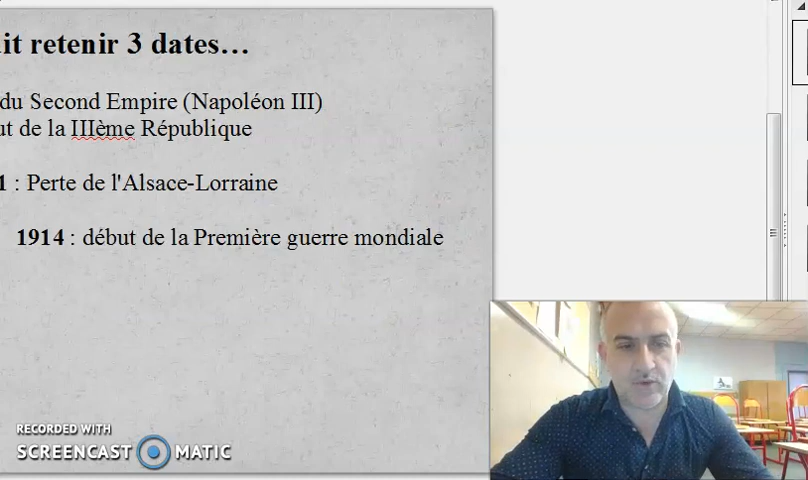 it retenir 3 dates...
du Second Empire (Napoléon III)
ut de la IIIème République
1 : Perte de l'Alsace-Lorraine
1914 : début de la Première guerre mondiale
RECORDED WITH
SCREENCAST MATIC